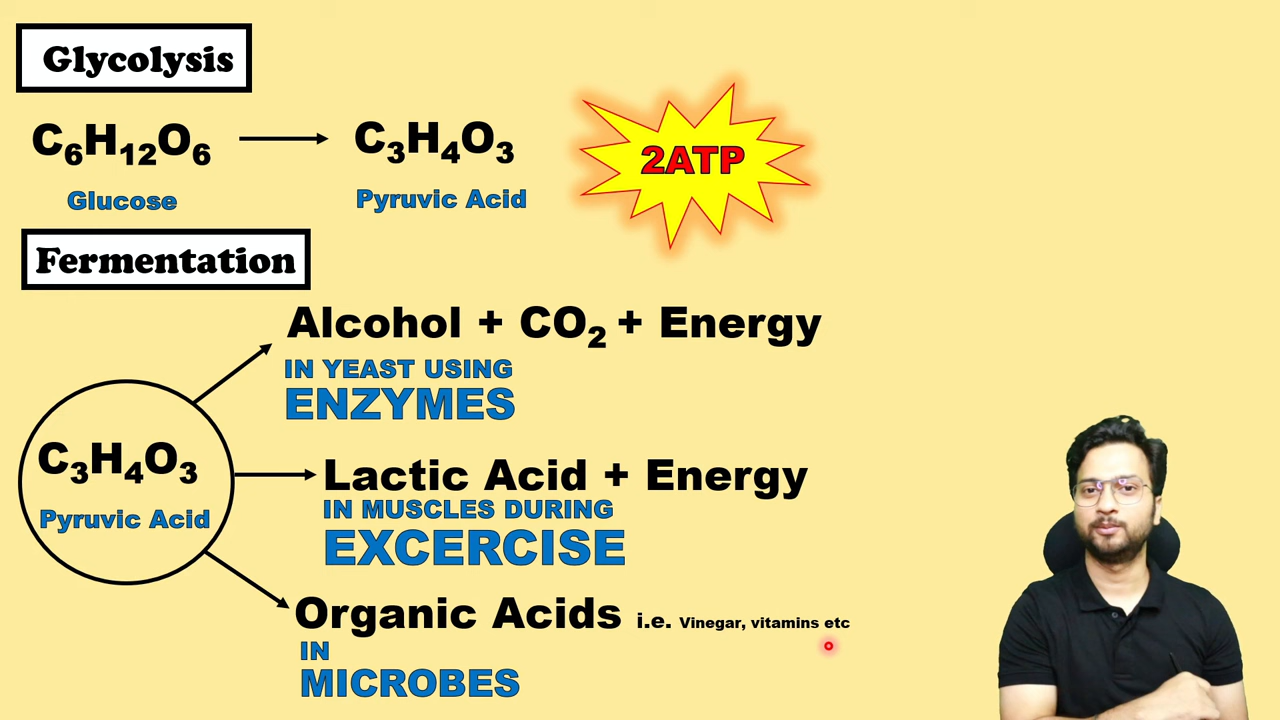 Glycolysis
C₆H₁₂O₆ → C₃H₄O₃
2ATP
Glucose
Pyruvic Acid
Fermentation
Alcohol + CO₂ + Energy
IN YEAST USING
ENZYMES
C₃H₄O₃
Pyruvic Acid
Lactic Acid + Energy
IN MUSCLES DURING
EXCERCISE
Organic Acids i.e. Vinegar, vitamins etc
IN
MICROBES